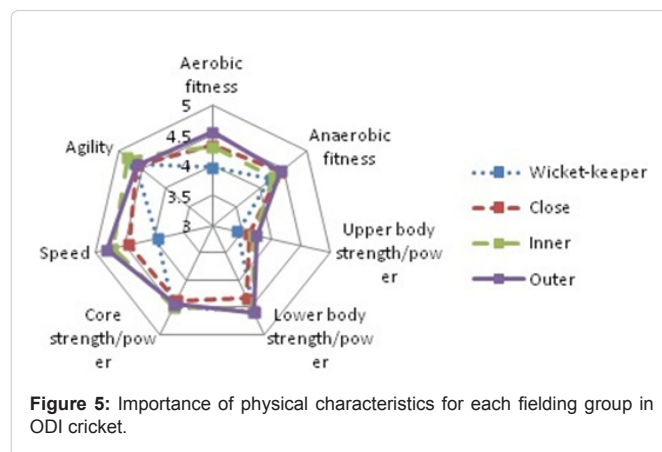 Aerobic
fitness
Anaerobic
fitness
Upper body
strength/pow
er
Lower body
strength/pow
er
Core
strength/pow
er
Speed
Agility
5
4.5
4
3.5
3
Wicket-keeper
Close
Inner
Outer
Figure 5: Importance of physical characteristics for each fielding group in
ODI cricket.